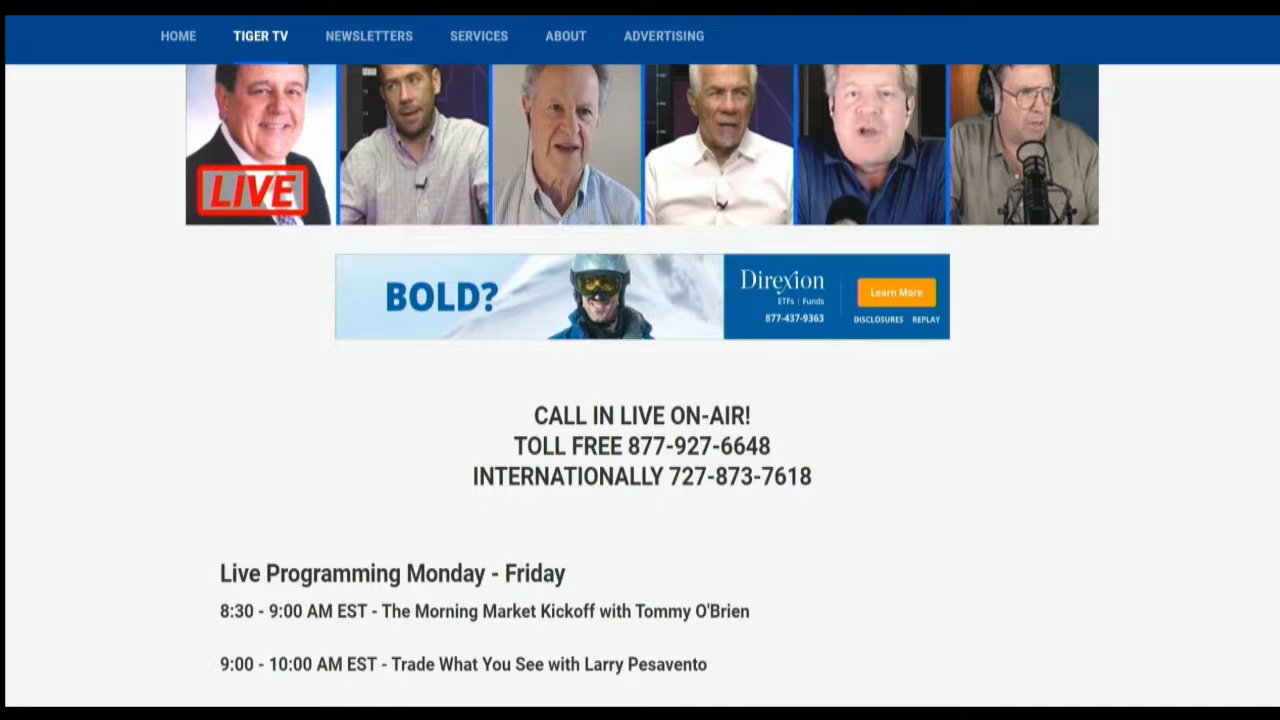 HOME TIGER TV NEWSLETTERS SERVICES ABOUT ADVERTISING
LIVE
BOLD?
Direxion
ETFs | Funds
877-437-9363
Learn More
DISCLOSURES REPLAY
CALL IN LIVE ON-AIR!
TOLL FREE 877-927-6648
INTERNATIONALLY 727-873-7618
Live Programming Monday - Friday
8:30 - 9:00 AM EST - The Morning Market Kickoff with Tommy O'Brien
9:00 - 10:00 AM EST - Trade What You See with Larry Pesavento